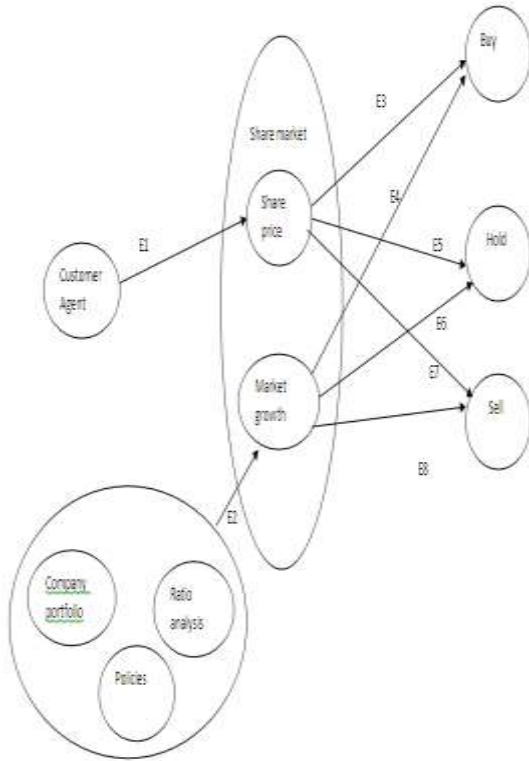 Buy
E3
Share market
E4
Share
price
E1
E5
Hold
Customer
Agent
E6
E7
Market
growth
Sell
E8
E2
Company
portfolio
Ratio
analysis
Policies